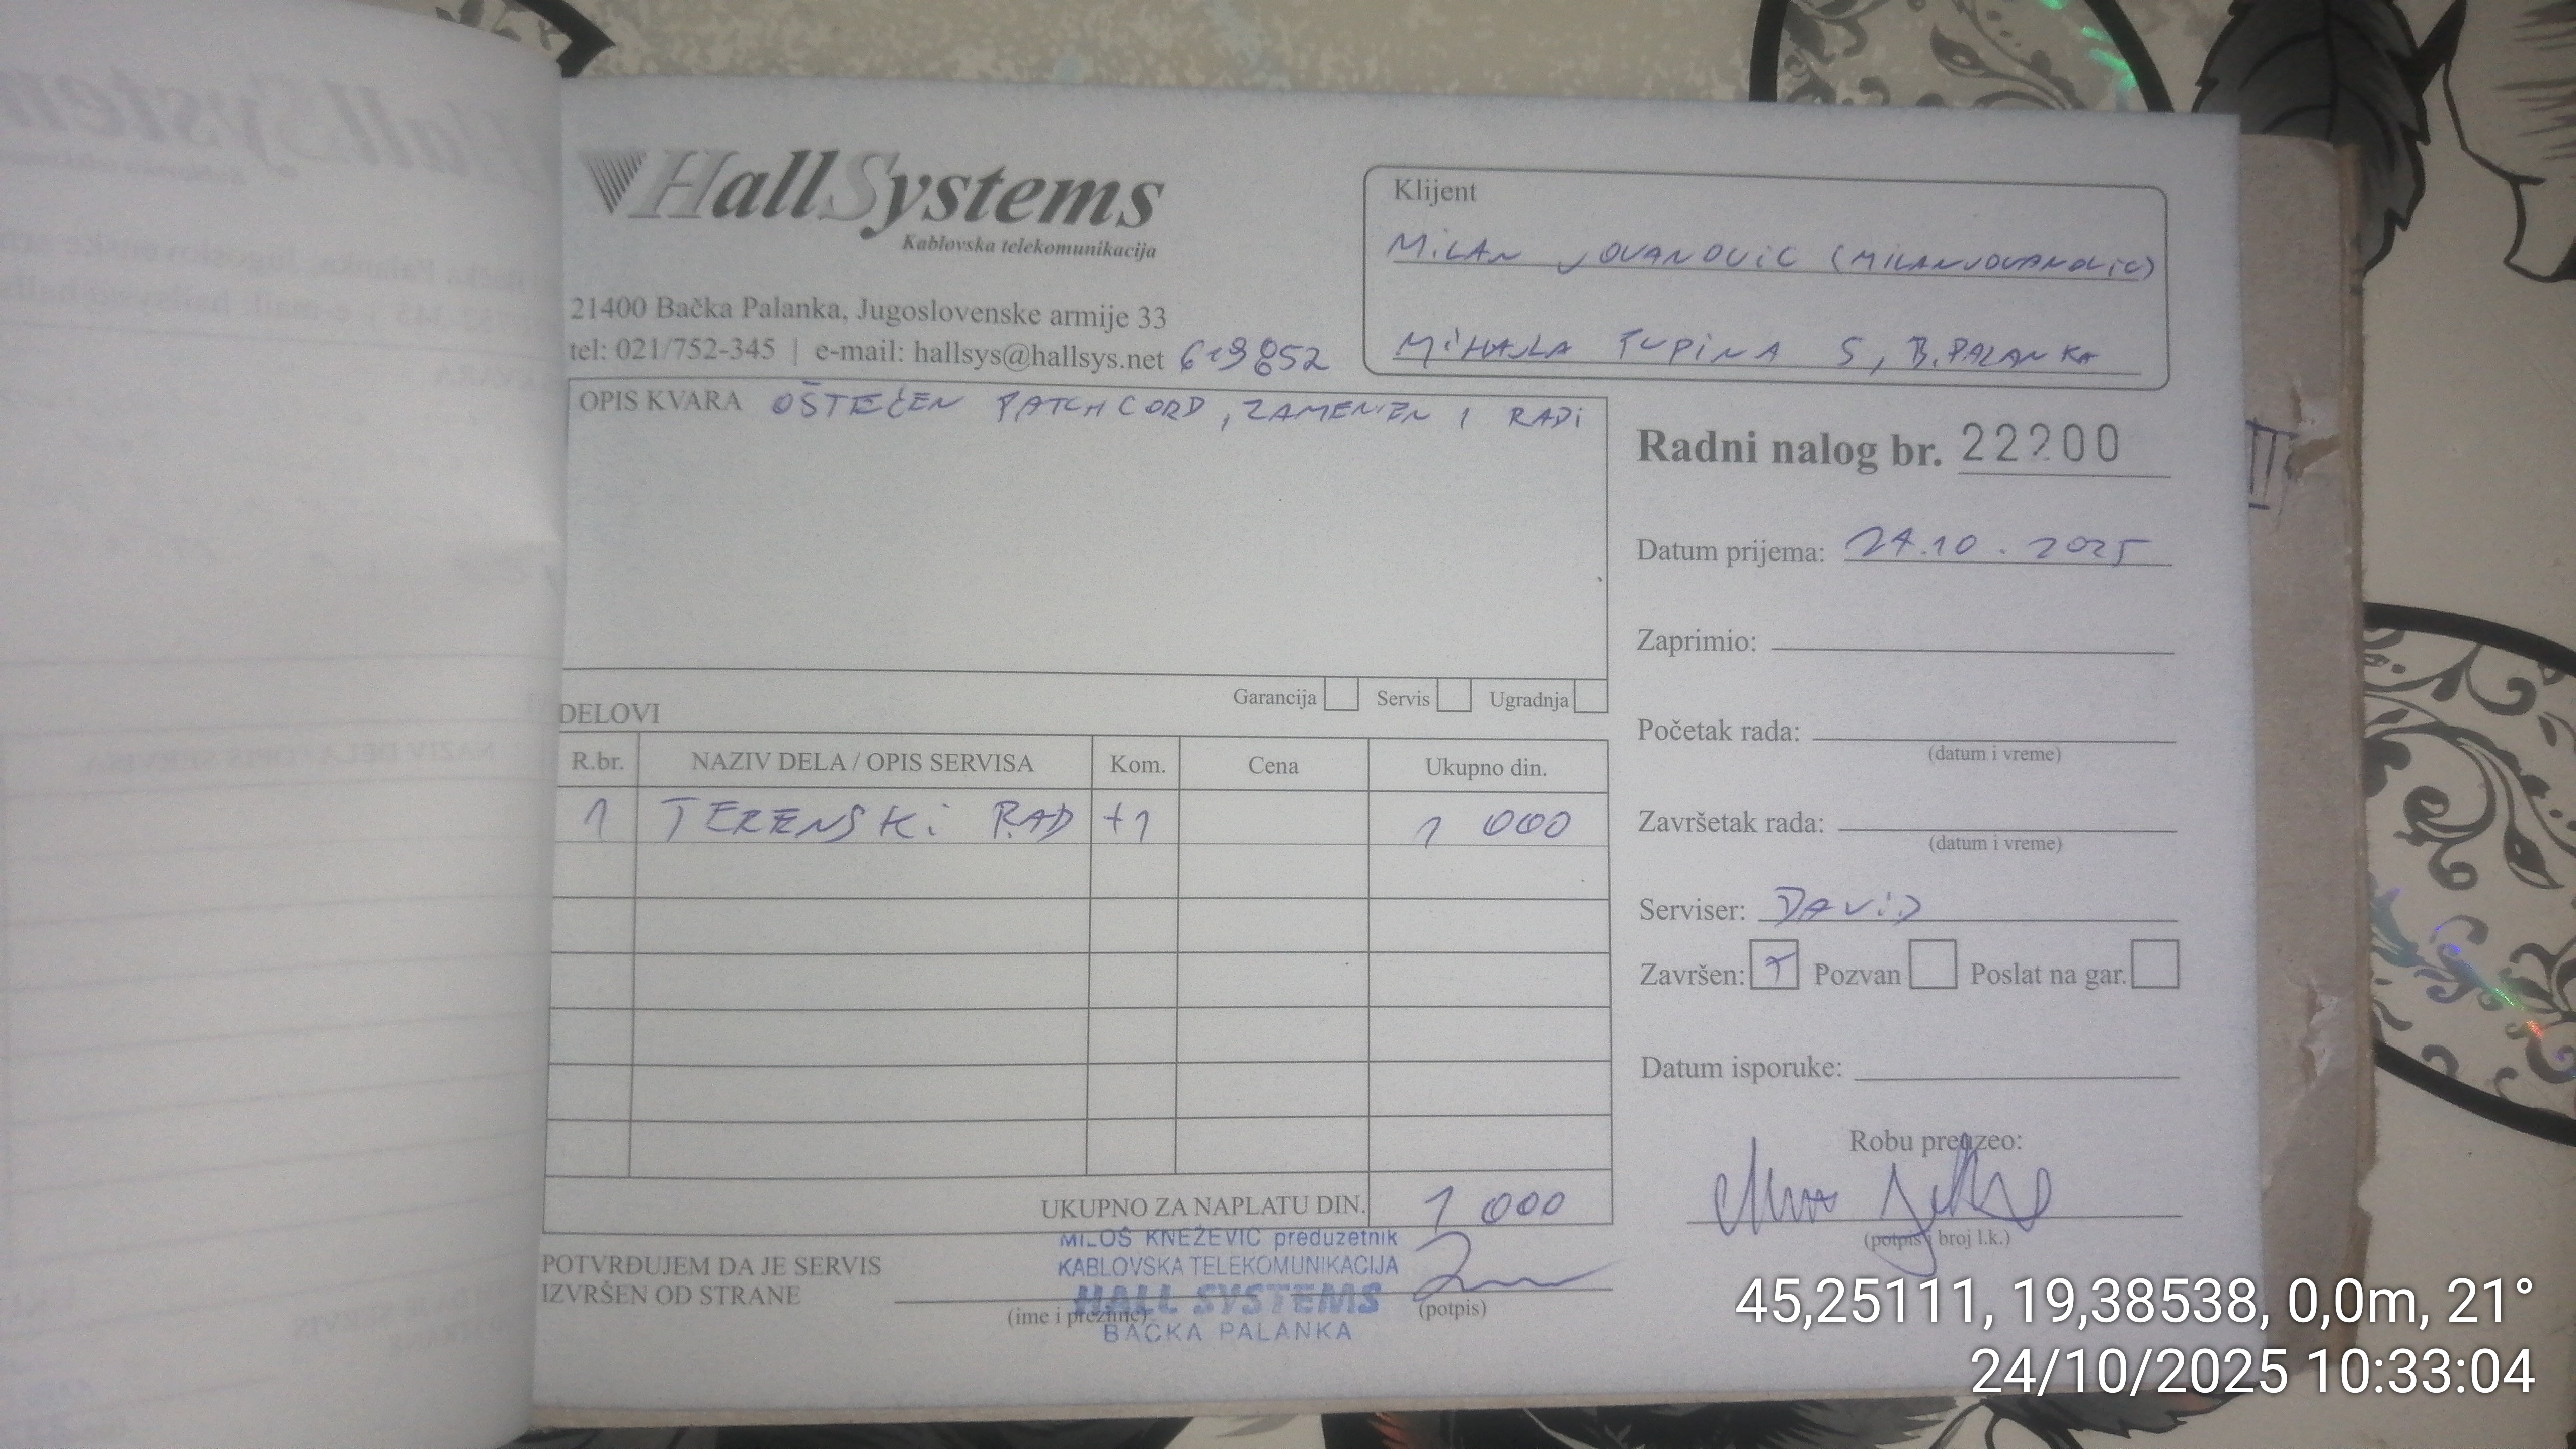 HallSystems
Kablovska telekomunikacija
21400 Bačka Palanka, Jugoslovenske armije 33
tel: 021/752-345 | e-mail: hallsys@hallsys.net
Klijent
MILAN JOVANOVIC (MILANJOVANOVIC)
MIHAJLA PUPINA 5, B. PALANKA
OPIS KVARA OŠTEĆEN PATCHCORD, ZAMENJEN I RADI
Garancija Servis Ugradnja
DELOVI
R.br. NAZIV DELA / OPIS SERVISA Kom. Cena Ukupno din.
1 TERENSKI RAD +1 1 000
UKUPNO ZA NAPLATU DIN. 1 000
POTVRĐUJEM DA JE SERVIS
IZVRŠEN OD STRANE
(ime i prezime)
(potpis)
MILOŠ KNEŽEVIĆ preduzetnik
KABLOVSKA TELEKOMUNIKACIJA
HALL SYSTEMS
BAČKA PALANKA
Radni nalog br. 22200
Datum prijema: 24.10.2025
Zaprimio:
Početak rada:
(datum i vreme)
Završetak rada:
(datum i vreme)
Serviser: DAVID
Završen: Pozvan Poslat na gar.
Datum isporuke:
Robu preuzeo:
(potpis i broj l.k.)
45,25111, 19,38538, 0,0m, 21°
24/10/2025 10:33:04